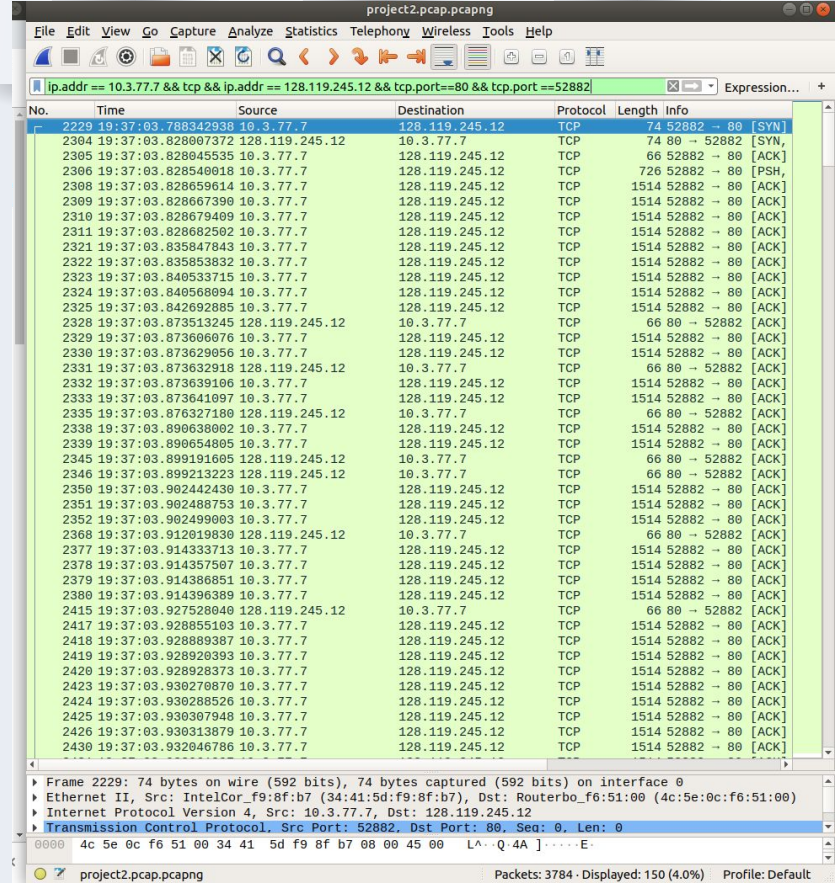 project2.pcap.pcapng
File Edit View Go Capture Analyze Statistics Telephony Wireless Tools Help
ip.addr == 10.3.77.7 && tcp && ip.addr == 128.119.245.12 && tcp.port==80 && tcp.port ==52882 Expression... +
No. Time Source Destination Protocol Length Info
2229 19:37:03.788342938 10.3.77.7 128.119.245.12 TCP 74 52882 → 80 [SYN]
2304 19:37:03.828007372 128.119.245.12 10.3.77.7 TCP 74 80 → 52882 [SYN,
2305 19:37:03.828045535 10.3.77.7 128.119.245.12 TCP 66 52882 → 80 [ACK]
2306 19:37:03.828540018 10.3.77.7 128.119.245.12 TCP 726 52882 → 80 [PSH,
2308 19:37:03.828659614 10.3.77.7 128.119.245.12 TCP 1514 52882 → 80 [ACK]
2309 19:37:03.828667390 10.3.77.7 128.119.245.12 TCP 1514 52882 → 80 [ACK]
2310 19:37:03.828679409 10.3.77.7 128.119.245.12 TCP 1514 52882 → 80 [ACK]
2311 19:37:03.828682502 10.3.77.7 128.119.245.12 TCP 1514 52882 → 80 [ACK]
2321 19:37:03.835847843 10.3.77.7 128.119.245.12 TCP 1514 52882 → 80 [ACK]
2322 19:37:03.835853832 10.3.77.7 128.119.245.12 TCP 1514 52882 → 80 [ACK]
2323 19:37:03.840533715 10.3.77.7 128.119.245.12 TCP 1514 52882 → 80 [ACK]
2324 19:37:03.840568094 10.3.77.7 128.119.245.12 TCP 1514 52882 → 80 [ACK]
2325 19:37:03.842692885 10.3.77.7 128.119.245.12 TCP 1514 52882 → 80 [ACK]
2328 19:37:03.873513245 128.119.245.12 10.3.77.7 TCP 66 80 → 52882 [ACK]
2329 19:37:03.873606076 10.3.77.7 128.119.245.12 TCP 1514 52882 → 80 [ACK]
2330 19:37:03.873629056 10.3.77.7 128.119.245.12 TCP 1514 52882 → 80 [ACK]
2331 19:37:03.873632918 128.119.245.12 10.3.77.7 TCP 66 80 → 52882 [ACK]
2332 19:37:03.873639106 10.3.77.7 128.119.245.12 TCP 1514 52882 → 80 [ACK]
2333 19:37:03.873641097 10.3.77.7 128.119.245.12 TCP 1514 52882 → 80 [ACK]
2335 19:37:03.876327180 128.119.245.12 10.3.77.7 TCP 66 80 → 52882 [ACK]
2338 19:37:03.890638002 10.3.77.7 128.119.245.12 TCP 1514 52882 → 80 [ACK]
2339 19:37:03.890654805 10.3.77.7 128.119.245.12 TCP 1514 52882 → 80 [ACK]
2345 19:37:03.899191605 128.119.245.12 10.3.77.7 TCP 66 80 → 52882 [ACK]
2346 19:37:03.899213223 128.119.245.12 10.3.77.7 TCP 66 80 → 52882 [ACK]
2350 19:37:03.902442430 10.3.77.7 128.119.245.12 TCP 1514 52882 → 80 [ACK]
2351 19:37:03.902488753 10.3.77.7 128.119.245.12 TCP 1514 52882 → 80 [ACK]
2352 19:37:03.902499003 10.3.77.7 128.119.245.12 TCP 1514 52882 → 80 [ACK]
2368 19:37:03.912019830 128.119.245.12 10.3.77.7 TCP 66 80 → 52882 [ACK]
2377 19:37:03.914333713 10.3.77.7 128.119.245.12 TCP 1514 52882 → 80 [ACK]
2378 19:37:03.914357507 10.3.77.7 128.119.245.12 TCP 1514 52882 → 80 [ACK]
2379 19:37:03.914386851 10.3.77.7 128.119.245.12 TCP 1514 52882 → 80 [ACK]
2380 19:37:03.914396389 10.3.77.7 128.119.245.12 TCP 1514 52882 → 80 [ACK]
2415 19:37:03.927528040 128.119.245.12 10.3.77.7 TCP 66 80 → 52882 [ACK]
2417 19:37:03.928855103 10.3.77.7 128.119.245.12 TCP 1514 52882 → 80 [ACK]
2418 19:37:03.928889387 10.3.77.7 128.119.245.12 TCP 1514 52882 → 80 [ACK]
2419 19:37:03.928920393 10.3.77.7 128.119.245.12 TCP 1514 52882 → 80 [ACK]
2420 19:37:03.928928373 10.3.77.7 128.119.245.12 TCP 1514 52882 → 80 [ACK]
2423 19:37:03.930270870 10.3.77.7 128.119.245.12 TCP 1514 52882 → 80 [ACK]
2424 19:37:03.930288526 10.3.77.7 128.119.245.12 TCP 1514 52882 → 80 [ACK]
2425 19:37:03.930307948 10.3.77.7 128.119.245.12 TCP 1514 52882 → 80 [ACK]
2426 19:37:03.930313879 10.3.77.7 128.119.245.12 TCP 1514 52882 → 80 [ACK]
2430 19:37:03.932046786 10.3.77.7 128.119.245.12 TCP 1514 52882 → 80 [ACK]
Frame 2229: 74 bytes on wire (592 bits), 74 bytes captured (592 bits) on interface 0
Ethernet II, Src: IntelCor_f9:8f:b7 (34:41:5d:f9:8f:b7), Dst: Routerbo_f6:51:00 (4c:5e:0c:f6:51:00)
Internet Protocol Version 4, Src: 10.3.77.7, Dst: 128.119.245.12
Transmission Control Protocol, Src Port: 52882, Dst Port: 80, Seq: 0, Len: 0
0000 4c 5e 0c f6 51 00 34 41 5d f9 8f b7 08 00 45 00 L^··Q·4A ]·····E·
project2.pcap.pcapng Packets: 3784 · Displayed: 150 (4.0%) Profile: Default